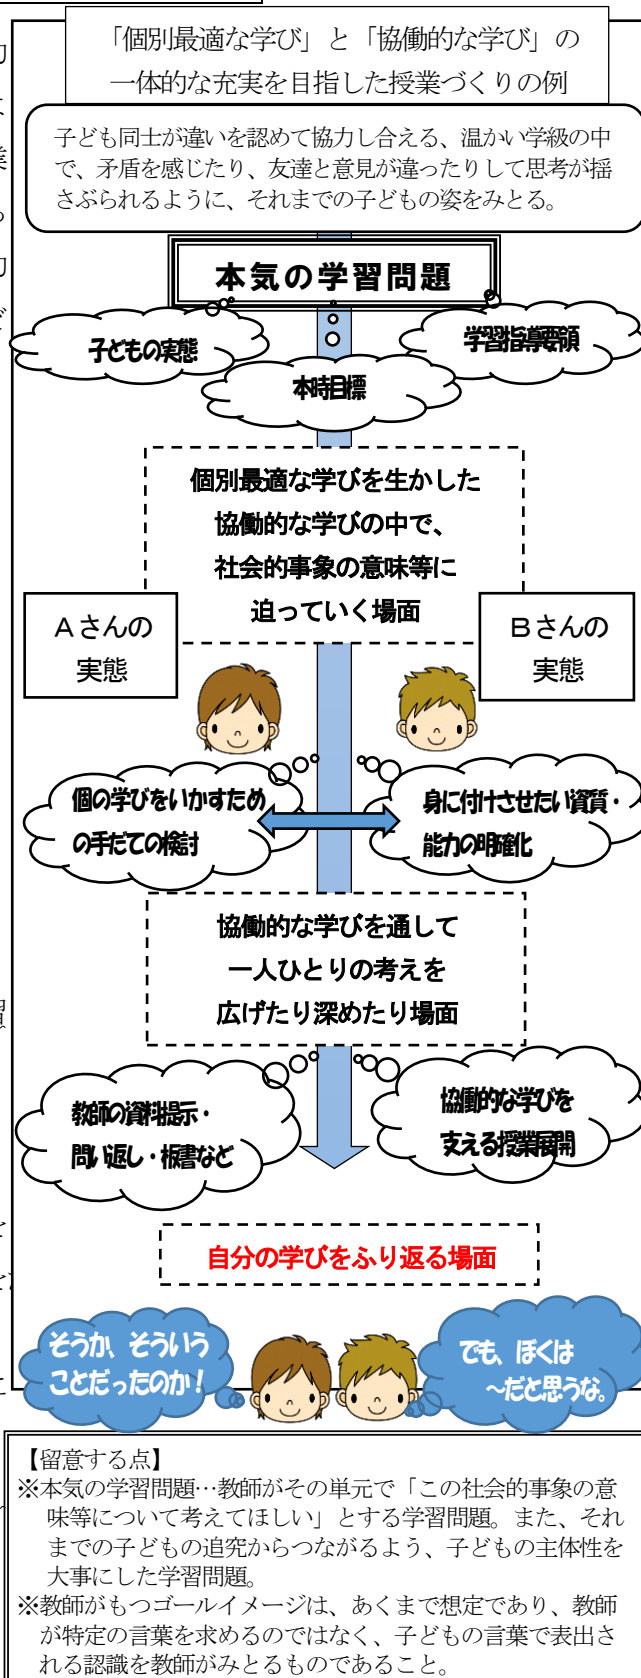 「個別最適な学び」と「協働的な学び」の
一体的な充実を目指した授業づくりの例
子ども同士が違いを認めて協力し合える、温かい学級の中
で、矛盾を感じたり、友達と意見が違ったりして思考が揺
さぶられるように、それまでの子どもの姿をみとる。
本気の学習問題
子どもの実態
学習指導要領
本時目標
個別最適な学びを生かした
協働的な学びの中で、
社会的事象の意味等に
迫っていく場面
Ａさんの
実態
Ｂさんの
実態
個の学びをいかすため
の手だての検討
身に付けさせたい資質・
能力の明確化
協働的な学びを通して
一人ひとりの考えを
広げたり深めたり場面
教師の資料提示・
問い返し・板書など
協働的な学びを
支える授業展開
自分の学びをふり返る場面
そうか、そういう
ことだったのか！
でも、ぼくは
～だと思うな。
【留意する点】
※本気の学習問題…教師がその単元で「この社会的事象の意
味等について考えてほしい」とする学習問題。また、それ
までの子どもの追究からつながるよう、子どもの主体性を
大事にした学習問題。
※教師がもつゴールイメージは、あくまで想定であり、教師
が特定の言葉を求めるのではなく、子どもの言葉で表出さ
れる認識を教師がみとるものであること。